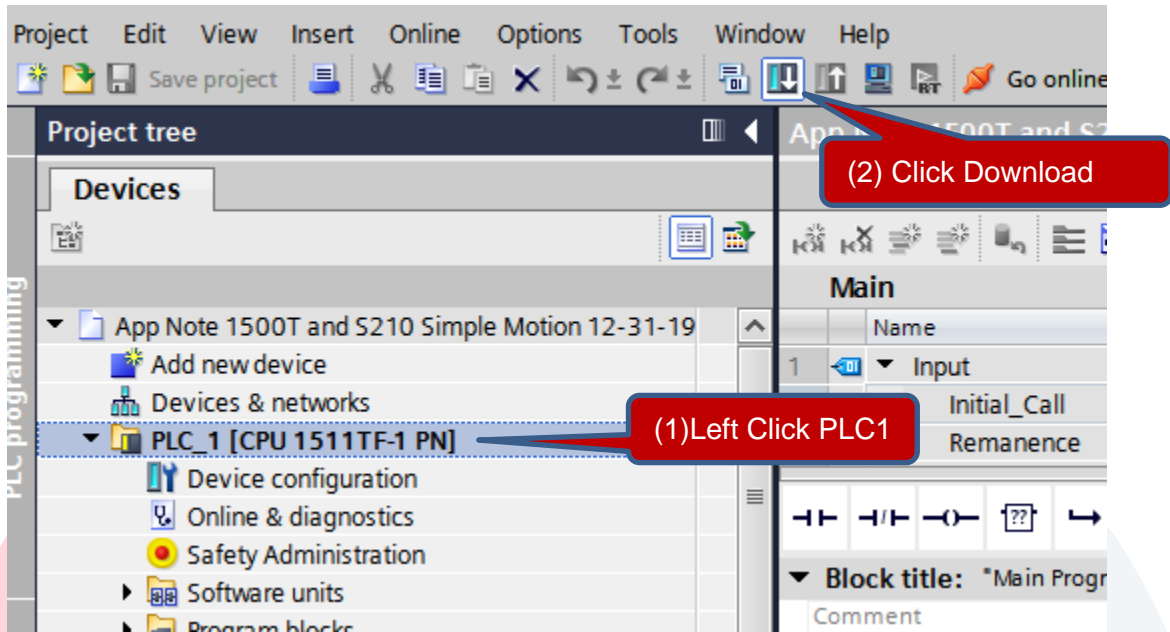 Project Edit View Insert Online Options Tools Window Help
Save project Go online
Project tree
(2) Click Download
Devices
PLC programming
Main
Name
App Note 1500T and S210 Simple Motion 12-31-19
Add new device
1 Input
Devices & networks
Initial_Call
(1)Left Click PLC1
PLC_1 [CPU 1511TF-1 PN]
Remanence
Device configuration
Online & diagnostics
Safety Administration
Software units
Block title: "Main Progr
Program blocks
Comment